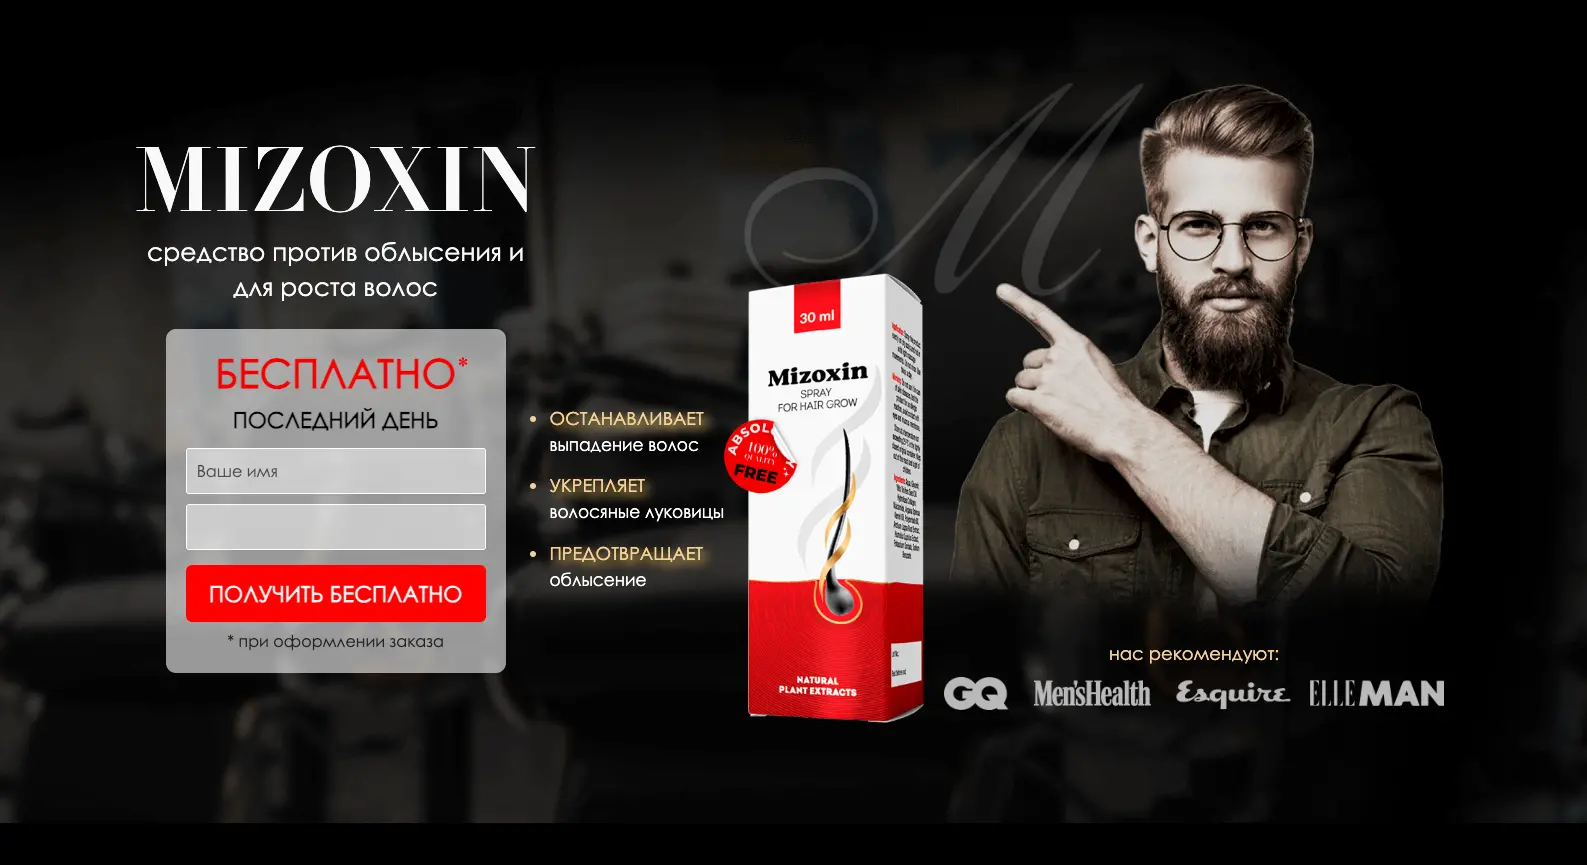 MIZOXIN
средство против облысения и
для роста волос
БЕСПЛАТНО*
ПОСЛЕДНИЙ ДЕНЬ
Ваше имя
ПОЛУЧИТЬ БЕСПЛАТНО
* при оформлении заказа
ОСТАНАВЛИВАЕТ
выпадение волос
УКРЕПЛЯЕТ
волосяные луковицы
ПРЕДОТВРАЩАЕТ
облысение
M
30 ml
Mizoxin
SPRAY
FOR HAIR GROW
100%
QUALITY
FREE
NATURAL
PLANT EXTRACTS
нас рекомендуют:
GQ
Men'sHealth
Esquire
ELLE MAN